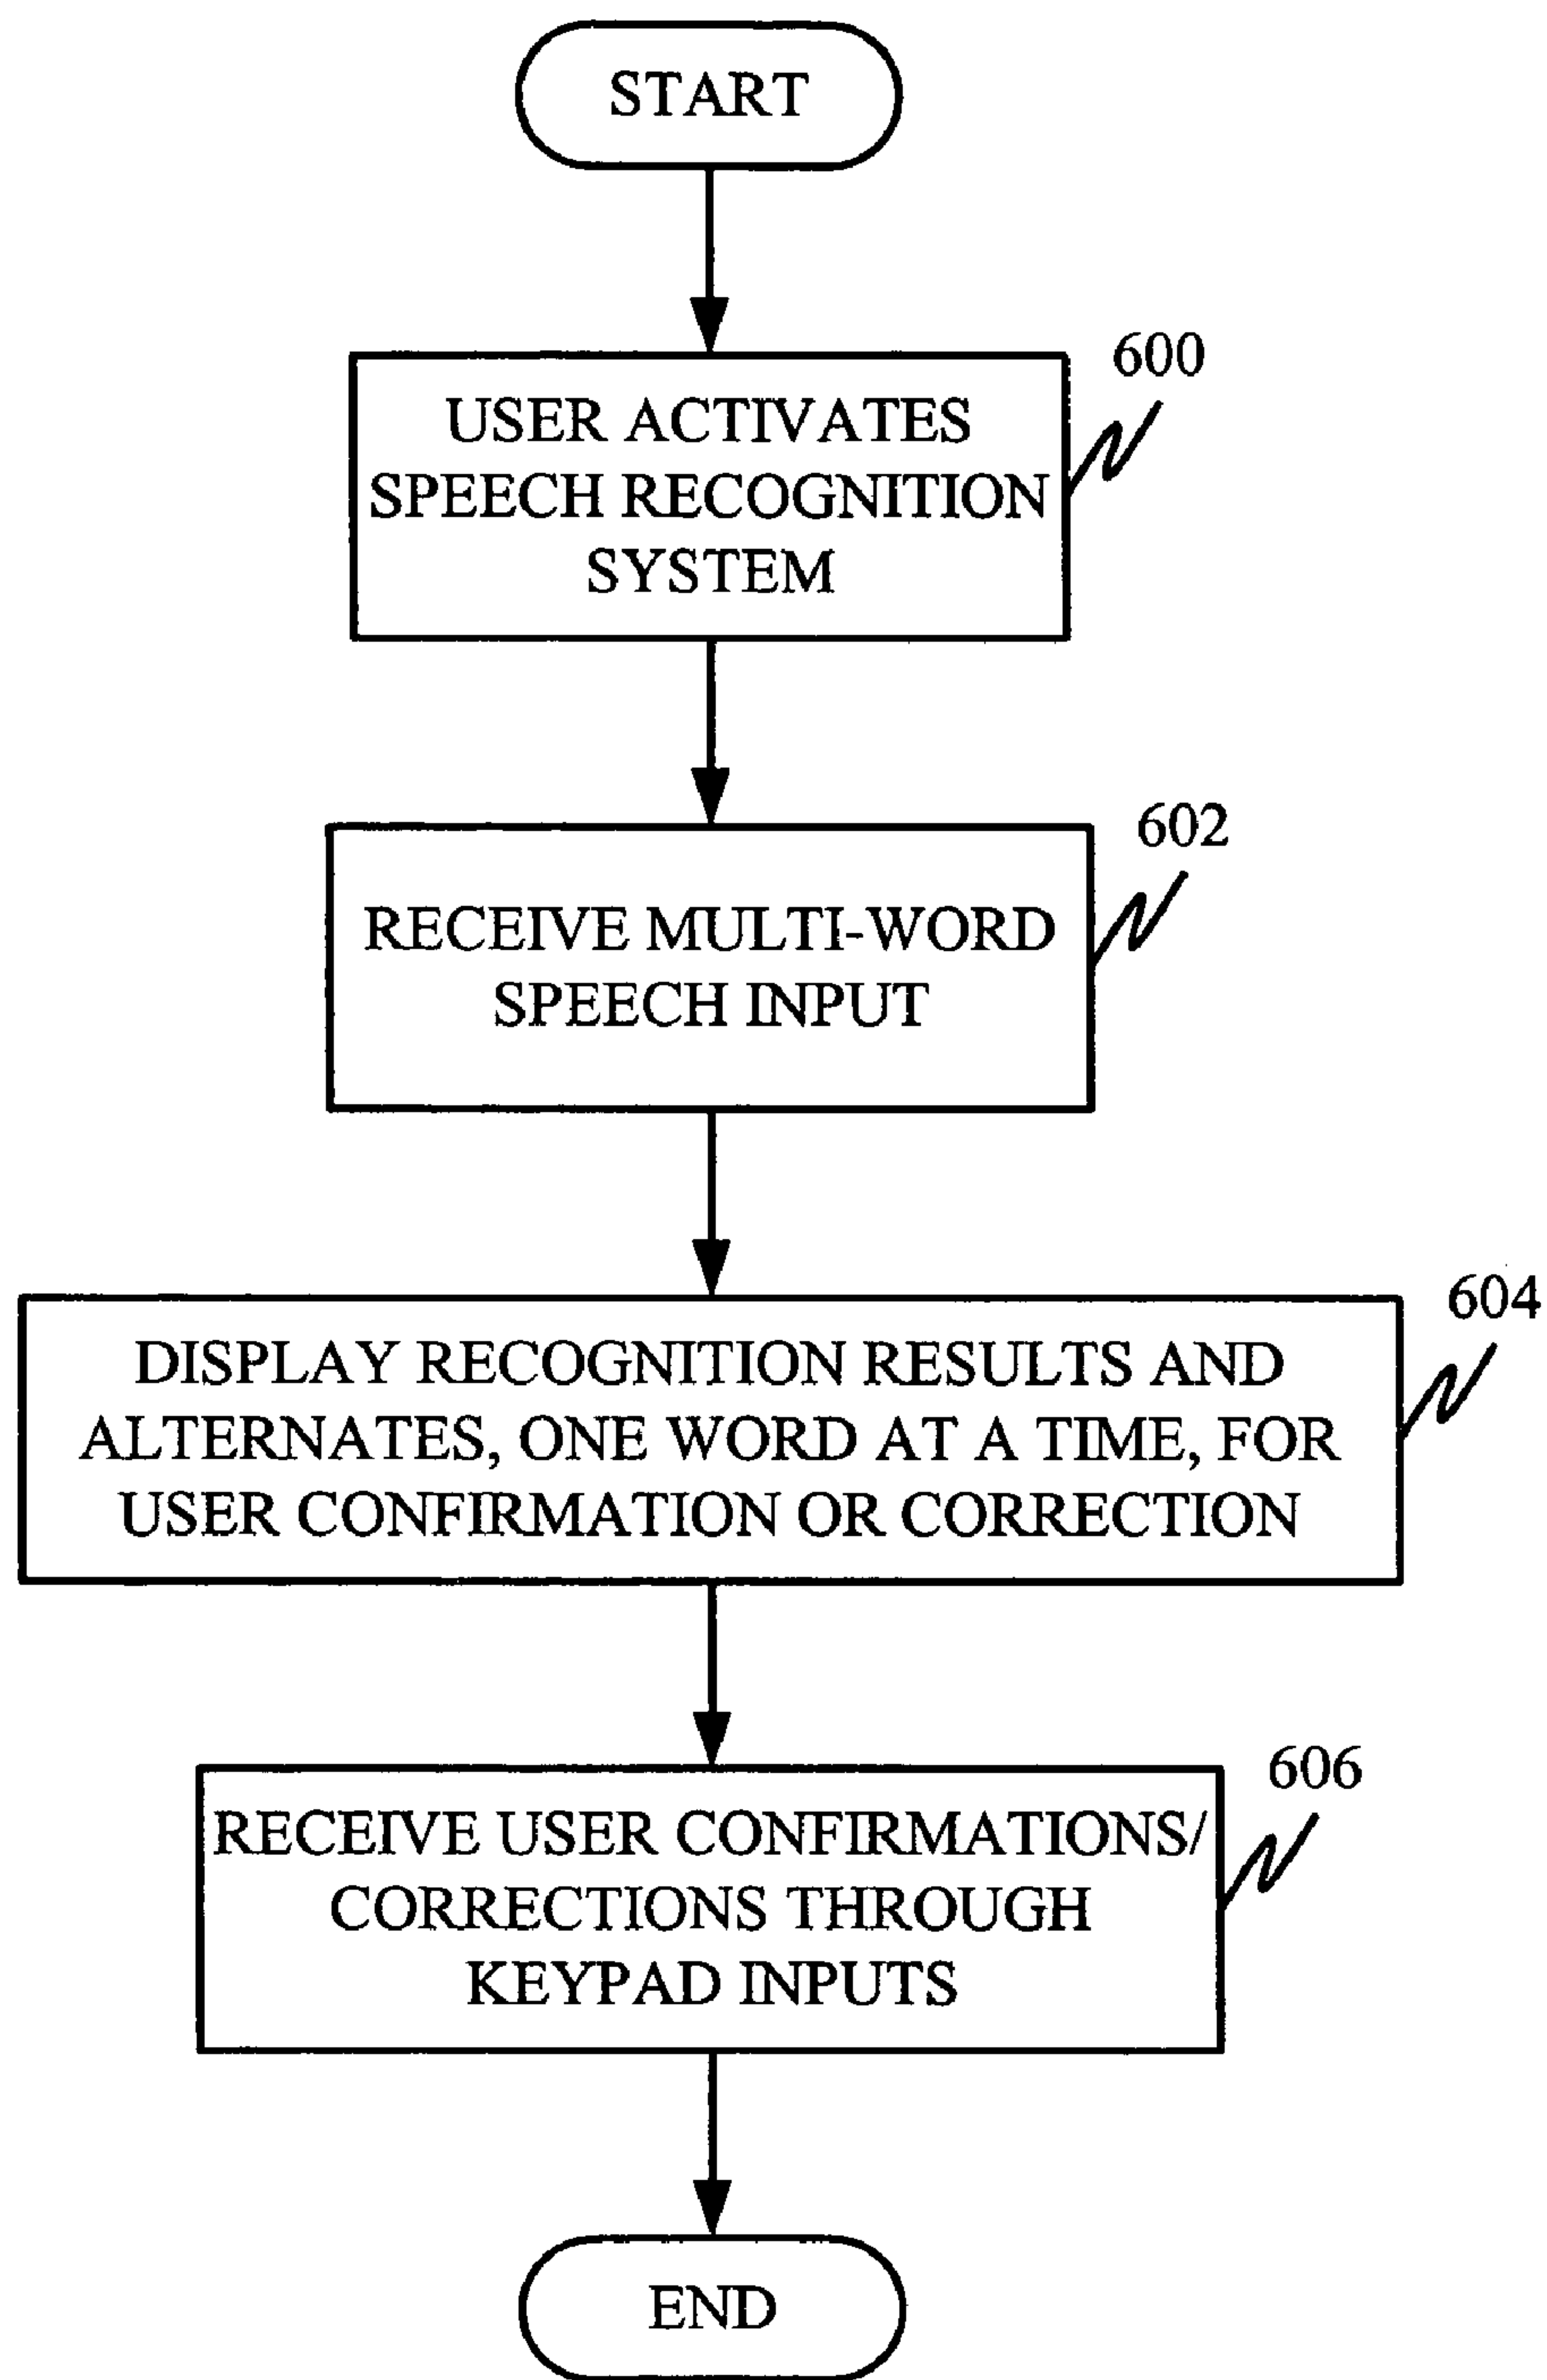 START
600
USER ACTIVATES
SPEECH RECOGNITION
SYSTEM
602
RECEIVE MULTI-WORD
SPEECH INPUT
604
DISPLAY RECOGNITION RESULTS AND
ALTERNATES, ONE WORD AT A TIME, FOR
USER CONFIRMATION OR CORRECTION
606
RECEIVE USER CONFIRMATIONS/
CORRECTIONS THROUGH
KEYPAD INPUTS
END